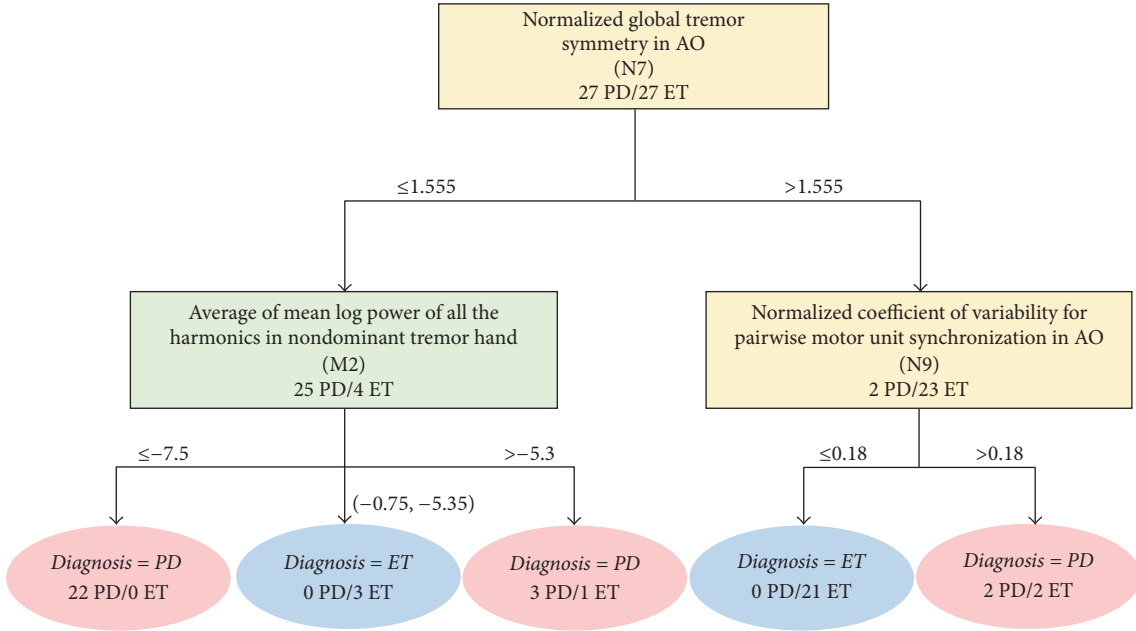 Normalized global tremor
symmetry in AO
(N7)
27 PD/27 ET
≤1.555
>1.555
Average of mean log power of all the
harmonics in nondominant tremor hand
(M2)
25 PD/4 ET
Normalized coefficient of variability for
pairwise motor unit synchronization in AO
(N9)
2 PD/23 ET
≤−7.5
(−0.75, −5.35)
>−5.3
≤0.18
>0.18
Diagnosis = PD
22 PD/0 ET
Diagnosis = ET
0 PD/3 ET
Diagnosis = PD
3 PD/1 ET
Diagnosis = ET
0 PD/21 ET
Diagnosis = PD
2 PD/2 ET